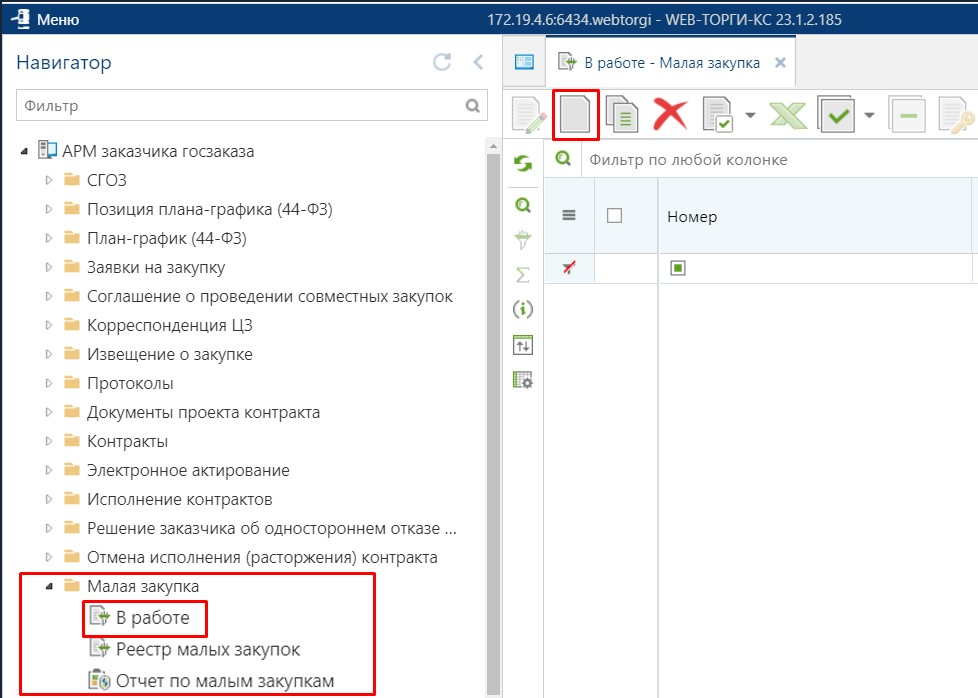 Меню
172.19.4.6:6434.webtorgi - WEB-ТОРГИ-КС 23.1.2.185
Навигатор
В работе - Малая закупка
Фильтр
Фильтр по любой колонке
Номер
АРМ заказчика госзаказа
СГОЗ
Позиция плана-графика (44-ФЗ)
План-график (44-ФЗ)
Заявки на закупку
Соглашение о проведении совместных закупок
Корреспонденция ЦЗ
Извещение о закупке
Протоколы
Документы проекта контракта
Контракты
Электронное актирование
Исполнение контрактов
Решение заказчика об одностороннем отказе ...
Отмена исполнения (расторжения) контракта
Малая закупка
В работе
Реестр малых закупок
Отчет по малым закупкам